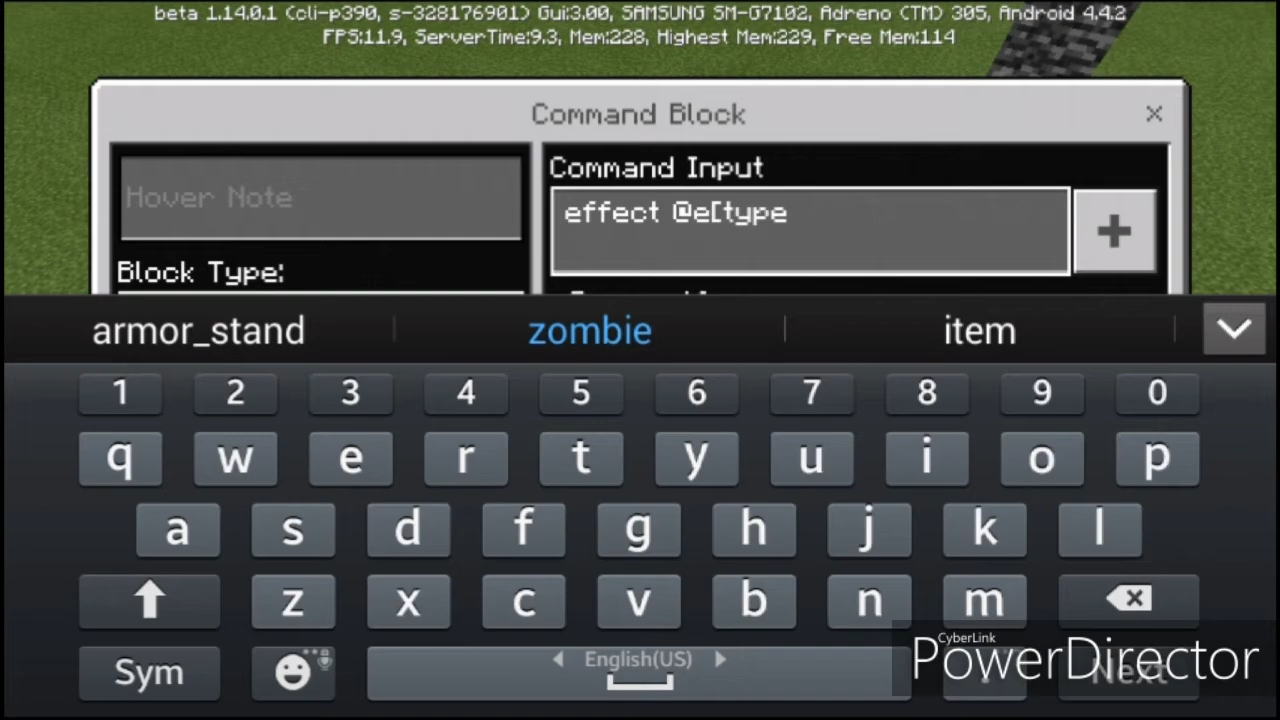 beta 1.14.0.1 (cli-p390, s-328176901) Gui:3.00, SAMSUNG SM-G7102, Adreno (TM) 305, Android 4.4.2
FPS:11.9, ServerTime:9.3, Mem:228, Highest Mem:229, Free Mem:114
Command Block
Hover Note
Block Type:
Command Input
effect @e[type
armor_stand zombie item
1 2 3 4 5 6 7 8 9 0
q w e r t y u i o p
a s d f g h j k l
z x c v b n m
Sym English(US) . Next
CyberLink
PowerDirector